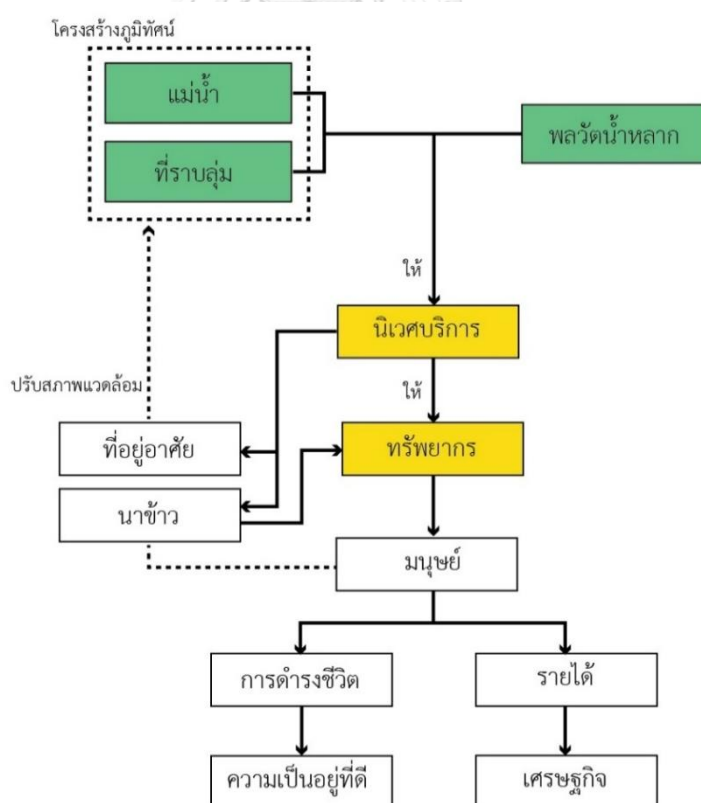 โครงสร้างภูมิทัศน์
แม่น้ำ
พลวัตน้ำหลาก
ที่ราบลุ่ม
ให้
นิเวศบริการ
ปรับสภาพแวดล้อม
ให้
ที่อยู่อาศัย
ทรัพยากร
นาข้าว
มนุษย์
การดำรงชีวิต
รายได้
ความเป็นอยู่ที่ดี
เศรษฐกิจ